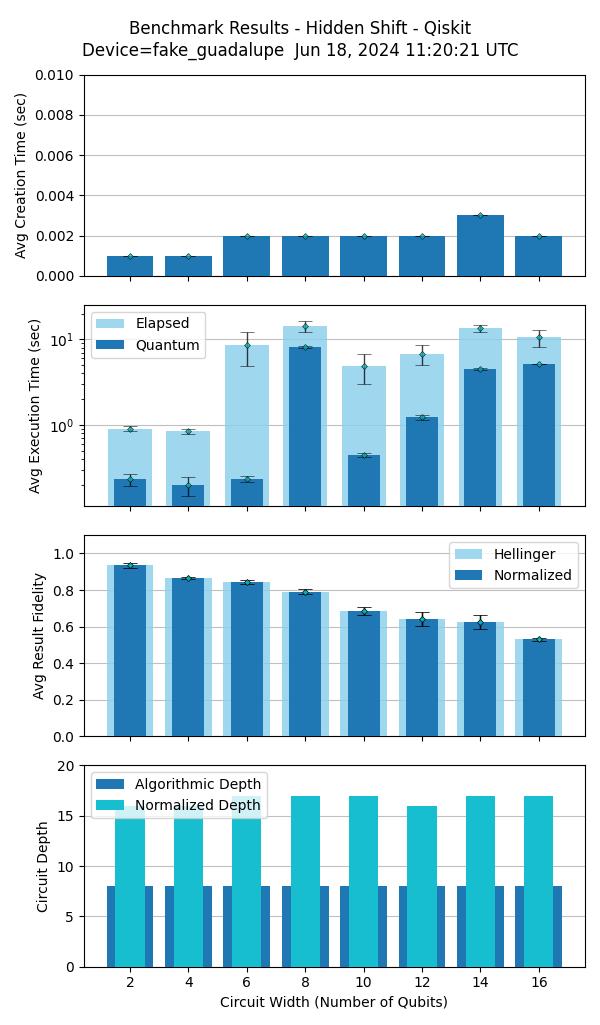 Benchmark Results - Hidden Shift - Qiskit
Device=fake_guadalupe  Jun 18, 2024 11:20:21 UTC
0.010
0.008
0.006
0.004
0.002
0.000
Avg Creation Time (sec)
Elapsed
Quantum
10¹
10⁰
Avg Execution Time (sec)
Hellinger
Normalized
1.0
0.8
0.6
0.4
0.2
0.0
Avg Result Fidelity
Algorithmic Depth
Normalized Depth
20
15
10
5
0
Circuit Depth
2 4 6 8 10 12 14 16
Circuit Width (Number of Qubits)